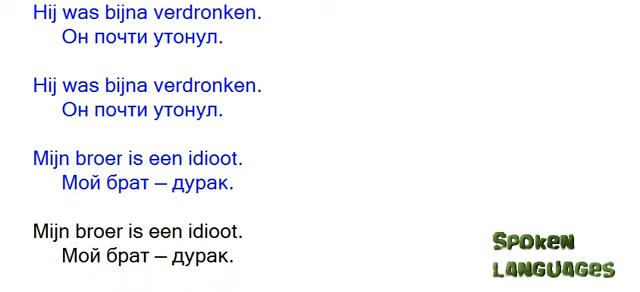 Hij was bijna verdronken.
Он почти утонул.
Hij was bijna verdronken.
Он почти утонул.
Mijn broer is een idioot.
Мой брат – дурак.
Mijn broer is een idioot.
Мой брат – дурак.
Spoken
Languages